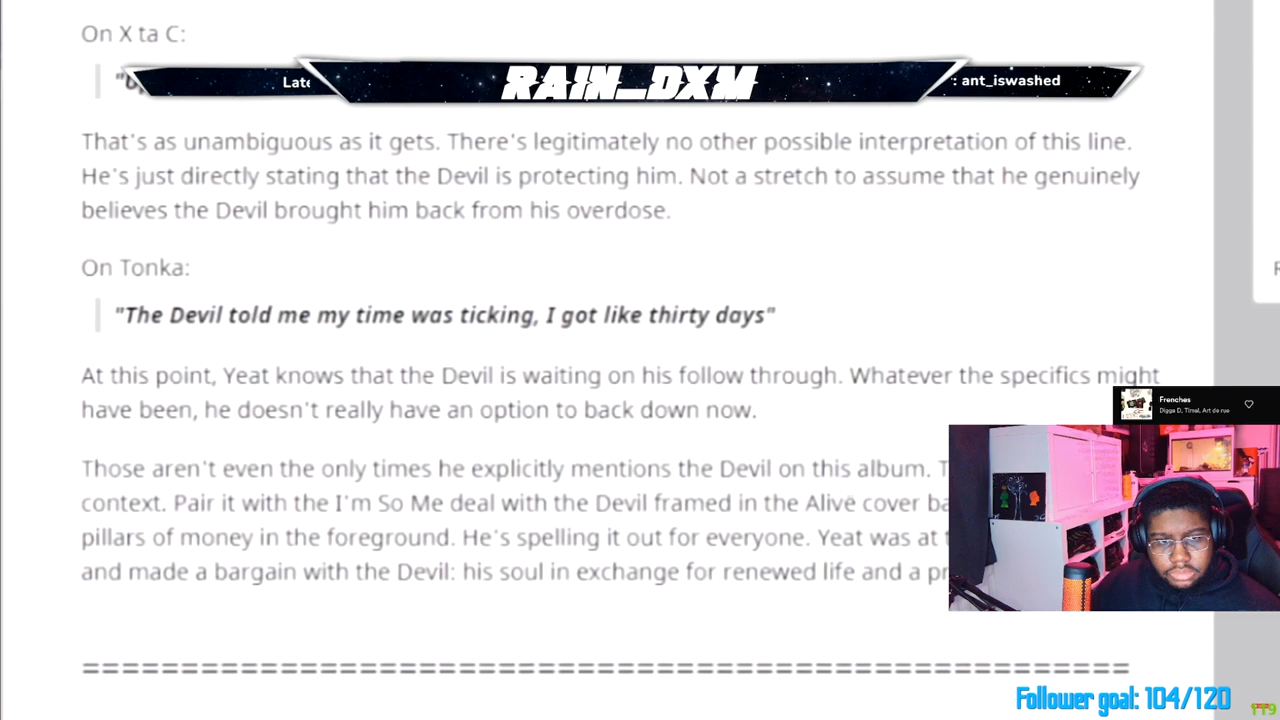 On X ta C:
Late
RAIN_DXM
: ant_iswashed
That's as unambiguous as it gets. There's legitimately no other possible interpretation of this line.
He's just directly stating that the Devil is protecting him. Not a stretch to assume that he genuinely
believes the Devil brought him back from his overdose.
On Tonka:
"The Devil told me my time was ticking, I got like thirty days"
At this point, Yeat knows that the Devil is waiting on his follow through. Whatever the specifics might
have been, he doesn't really have an option to back down now.
Frenches
Digga D, Timal, Art de rue
Those aren't even the only times he explicitly mentions the Devil on this album. T
context. Pair it with the I'm So Me deal with the Devil framed in the Alivë cover ba
pillars of money in the foreground. He's spelling it out for everyone. Yeat was at t
and made a bargain with the Devil: his soul in exchange for renewed life and a pr
===============================================================
Follower goal: 104/120